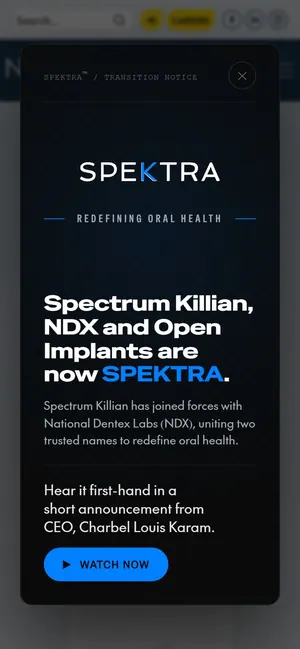 Search...
SPEKTRA™ / TRANSITION NOTICE
SPEKTRA
REDEFINING ORAL HEALTH
Spectrum Killian,
NDX and Open
Implants are
now SPEKTRA.
Spectrum Killian has joined forces with
National Dentex Labs (NDX), uniting two
trusted names to redefine oral health.
Hear it first-hand in a
short announcement from
CEO, Charbel Louis Karam.
WATCH NOW